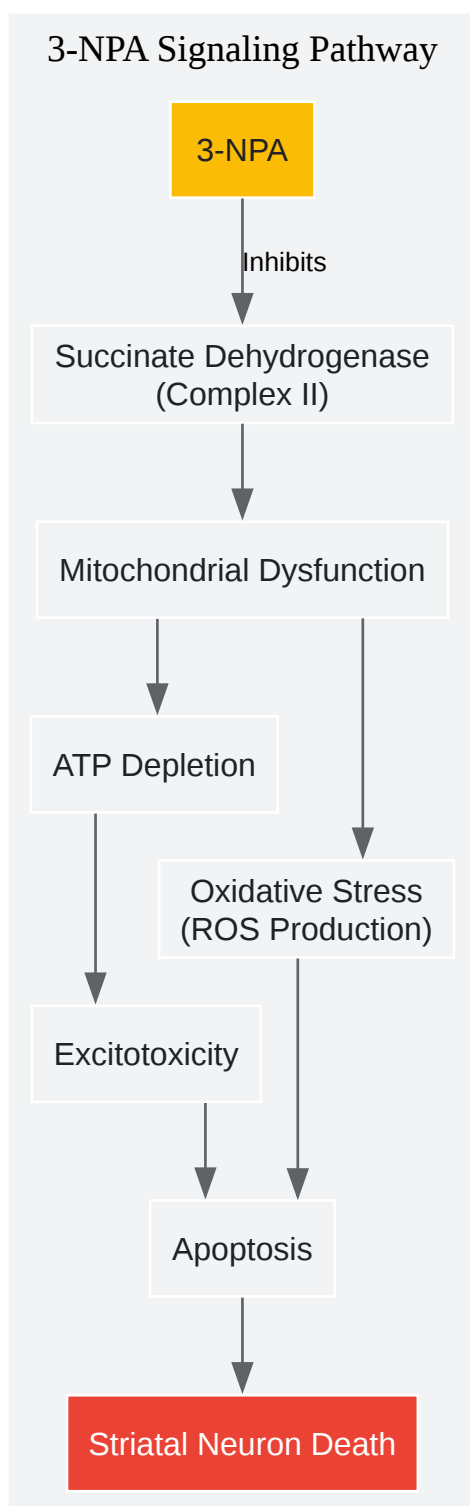 3-NPA Signaling Pathway
3-NPA
Inhibits
Succinate Dehydrogenase
(Complex II)
Mitochondrial Dysfunction
ATP Depletion
Oxidative Stress
(ROS Production)
Excitotoxicity
Apoptosis
Striatal Neuron Death